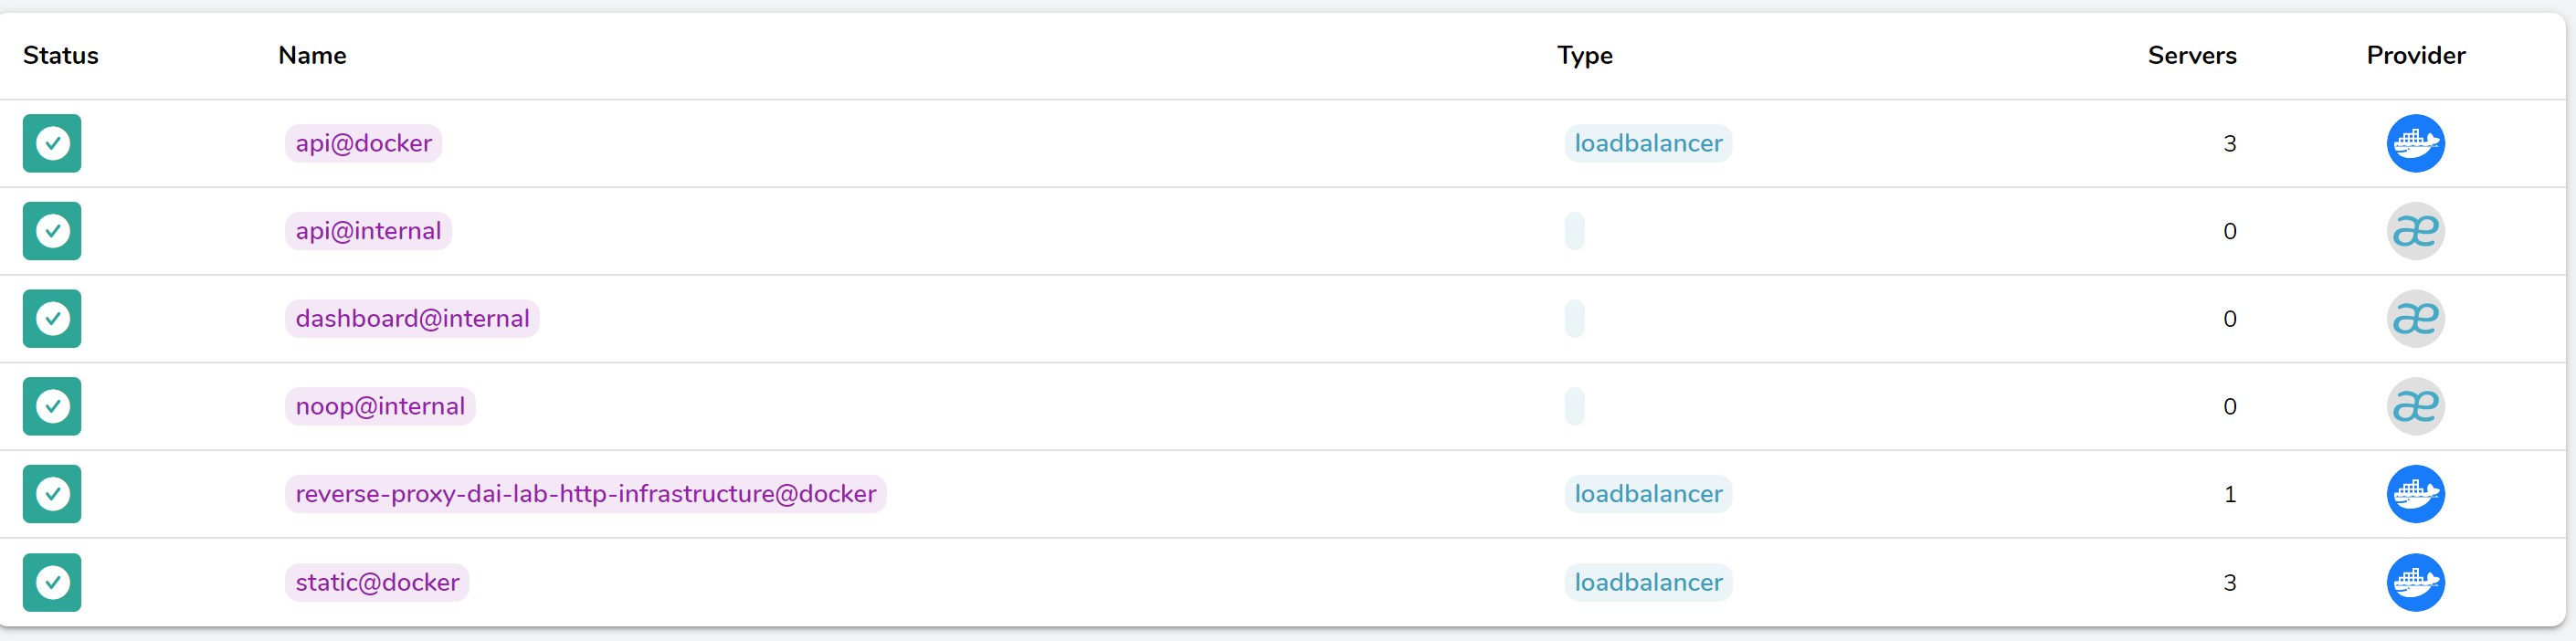 Status Name Type Servers Provider
api@docker loadbalancer 3
api@internal 0 æ
dashboard@internal 0 æ
noop@internal 0 æ
reverse-proxy-dai-lab-http-infrastructure@docker loadbalancer 1
static@docker loadbalancer 3